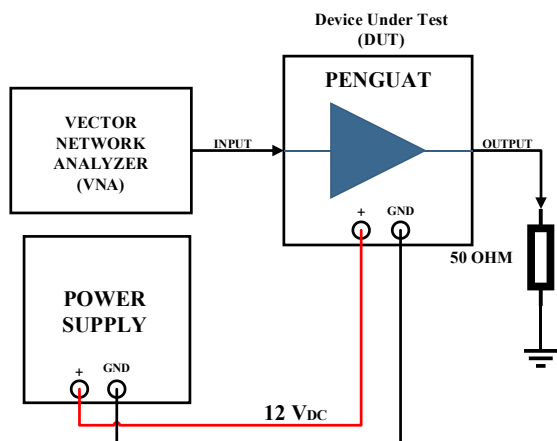 Device Under Test
(DUT)
PENGUAT
VECTOR
NETWORK
ANALYZER
(VNA)
INPUT
OUTPUT
+ GND
50 OHM
POWER
SUPPLY
+ GND
12 VDC